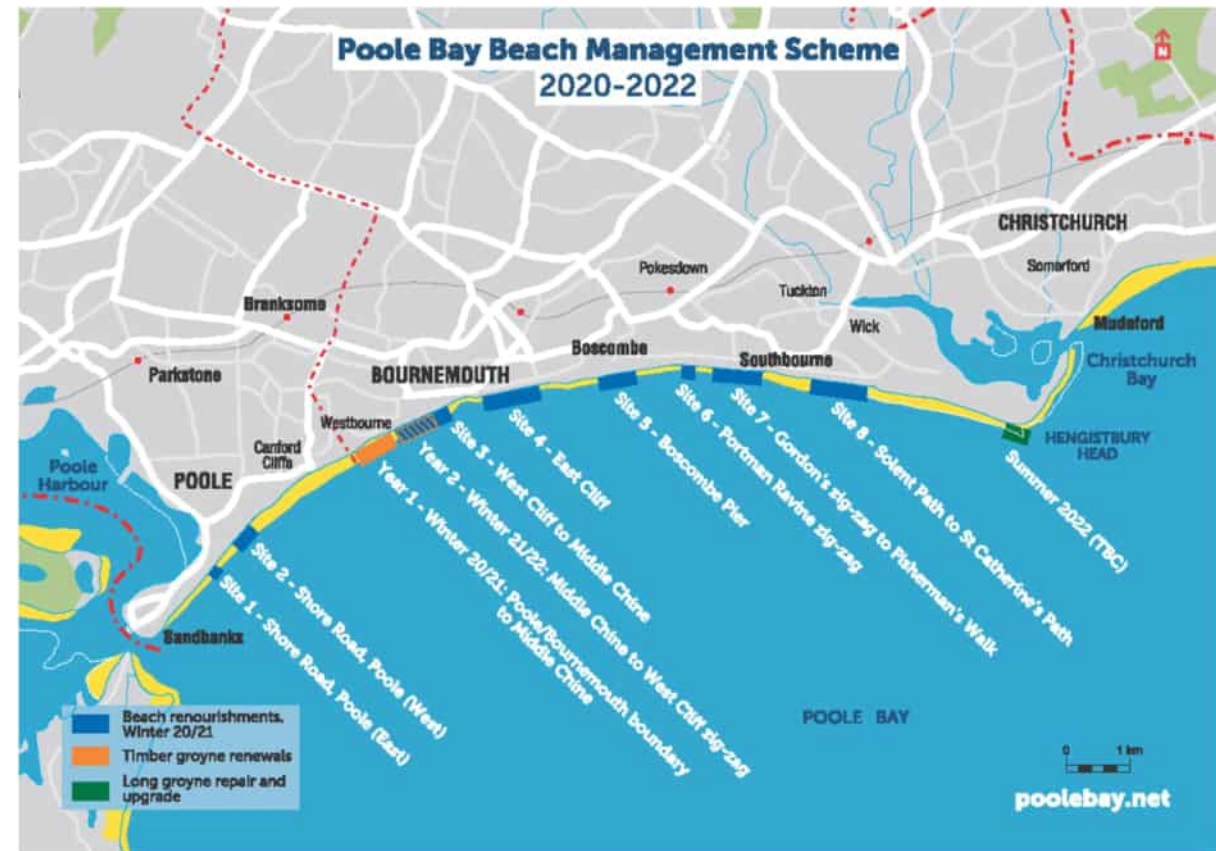 Poole Bay Beach Management Scheme
2020-2022
N
CHRISTCHURCH
Somerford
Pokesdown
Tuckton
Branksome
Wick
Mudeford
Boscombe
Southbourne
Christchurch
Bay
Parkstone
BOURNEMOUTH
Westbourne
HENGISTBURY
HEAD
Canford
Cliffs
Poole
Harbour
POOLE
Sandbanks
Site 1 - Shore Road, Poole (East)
Site 2 - Shore Road, Poole (West)
Year 1 - Winter 20/21: Poole/Bournemouth boundary
to Middle Chine
Year 2 - Winter 21/22: Middle Chine to West Cliff zig-zag
Site 3 - West Cliff to Middle Chine
Site 4 - East Cliff
Site 5 - Boscombe Pier
Site 6 - Portman Ravine zig-zag
Site 7 - Gordon's zig-zag to Fisherman's Walk
Site 8 - Solent Path to St Catherine's Path
Summer 2022 (TBC)
POOLE BAY
Beach renourishments,
Winter 20/21
Timber groyne renewals
Long groyne repair and
upgrade
0 1 km
poolebay.net